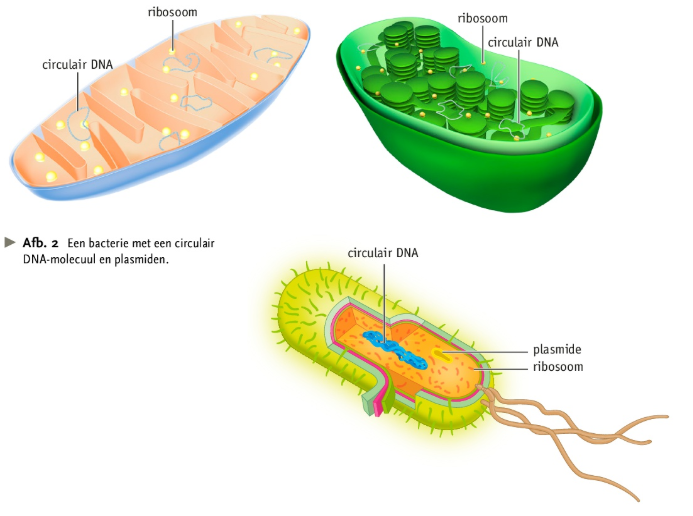 ribosoom
circulair DNA
ribosoom
circulair DNA
▶ Afb. 2 Een bacterie met een circulair
DNA-molecuul en plasmiden.
circulair DNA
plasmide
ribosoom